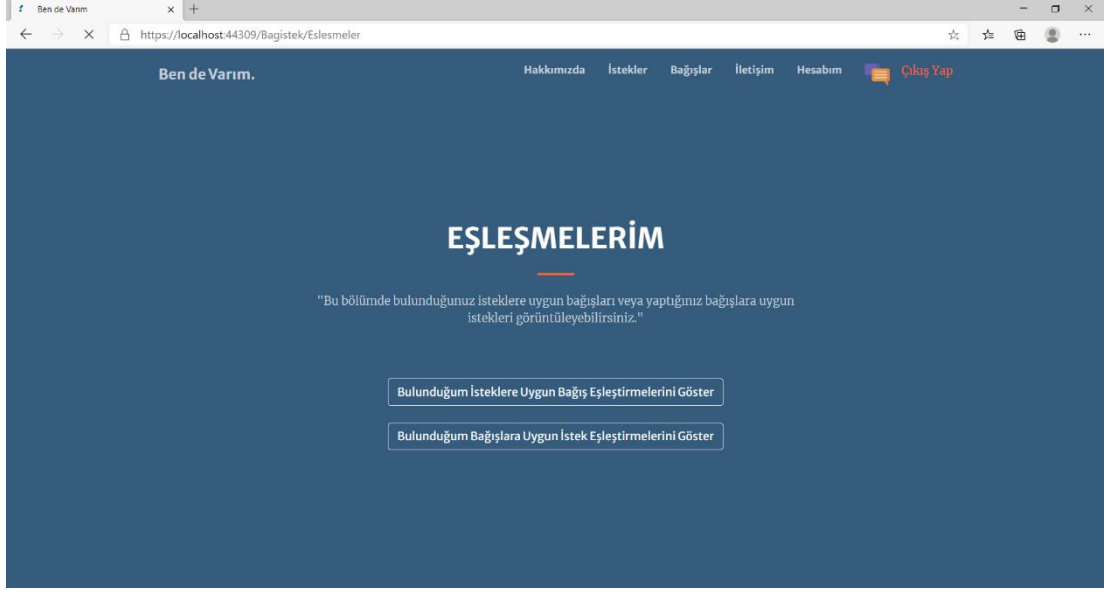 Ben de Varım
https://localhost:44309/Bagistek/Eslesmeler
Ben de Varım.
Hakkımızda İstekler Bağışlar İletişim Hesabım Çıkış Yap
EŞLEŞMELERİM
"Bu bölümde bulunduğunuz isteklere uygun bağışları veya yaptığınız bağışlara uygun
istekleri görüntüleyebilirsiniz."
Bulunduğum İsteklere Uygun Bağış Eşleştirmelerini Göster
Bulunduğum Bağışlara Uygun İstek Eşleştirmelerini Göster